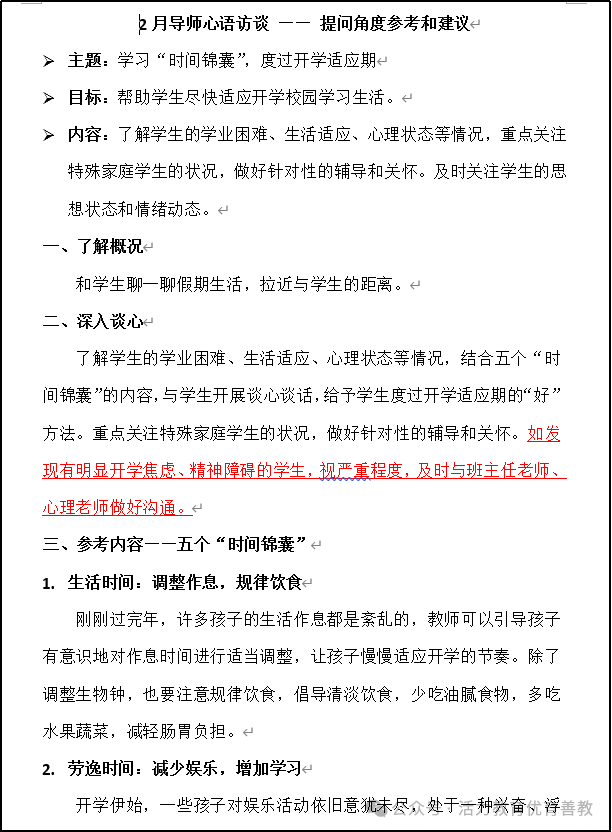 2月导师心语访谈 —— 提问角度参考和建议
➢ 主题：学习“时间锦囊”，度过开学适应期
➢ 目标：帮助学生尽快适应开学校园学习生活。
➢ 内容：了解学生的学业困难、生活适应、心理状态等情况，重点关注
特殊家庭学生的状况，做好针对性的辅导和关怀。及时关注学生的思
想状态和情绪动态。
一、了解概况
和学生聊一聊假期生活，拉近与学生的距离。
二、深入谈心
了解学生的学业困难、生活适应、心理状态等情况，结合五个“时
间锦囊”的内容，与学生开展谈心谈话，给予学生度过开学适应期的“好”
方法。重点关注特殊家庭学生的状况，做好针对性的辅导和关怀。如发
现有明显开学焦虑、精神障碍的学生，视严重程度，及时与班主任老师、
心理老师做好沟通。
三、参考内容——五个“时间锦囊”
1. 生活时间：调整作息，规律饮食
刚刚过完年，许多孩子的生活作息都是紊乱的，教师可以引导孩子
有意识地对作息时间进行适当调整，让孩子慢慢适应开学的节奏。除了
调整生物钟，也要注意规律饮食，倡导清淡饮食，少吃油腻食物，多吃
水果蔬菜，减轻肠胃负担。
2. 劳逸时间：减少娱乐，增加学习
开学伊始，一些孩子对娱乐活动依旧意犹未尽，处于一种兴奋、浮
公众号·活力教育优育善教